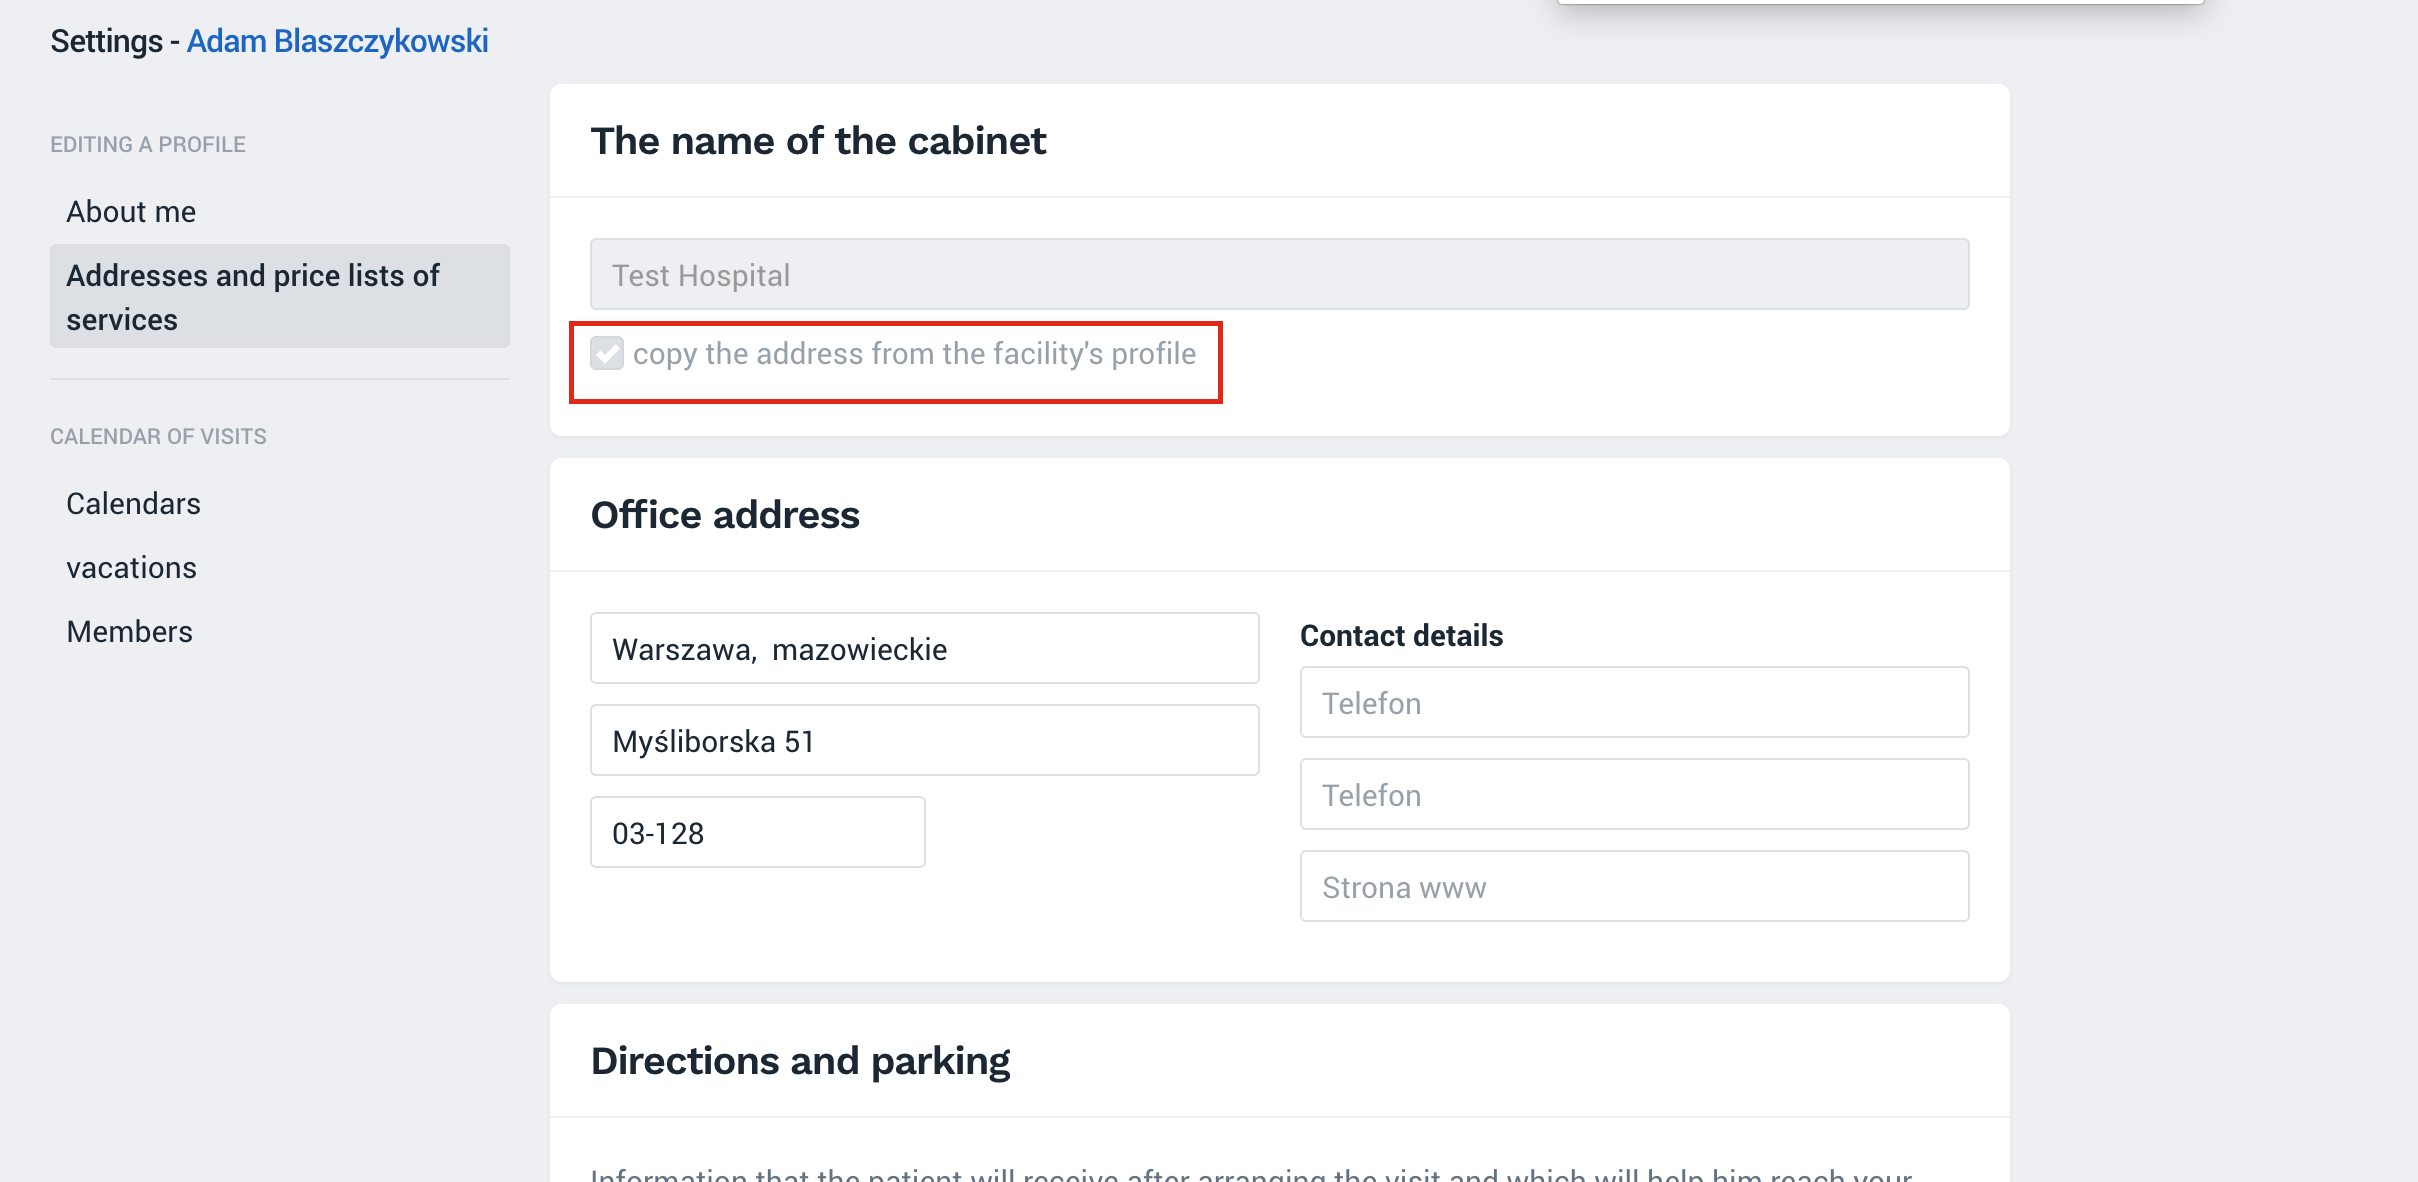 Settings - Adam Blaszczykowski
EDITING A PROFILE
About me
Addresses and price lists of
services
CALENDAR OF VISITS
Calendars
vacations
Members
The name of the cabinet
Test Hospital
copy the address from the facility's profile
Office address
Warszawa, mazowieckie
Myśliborska 51
03-128
Contact details
Telefon
Telefon
Strona www
Directions and parking
Information that the patient will receive after arranging the visit and which will help him reach your